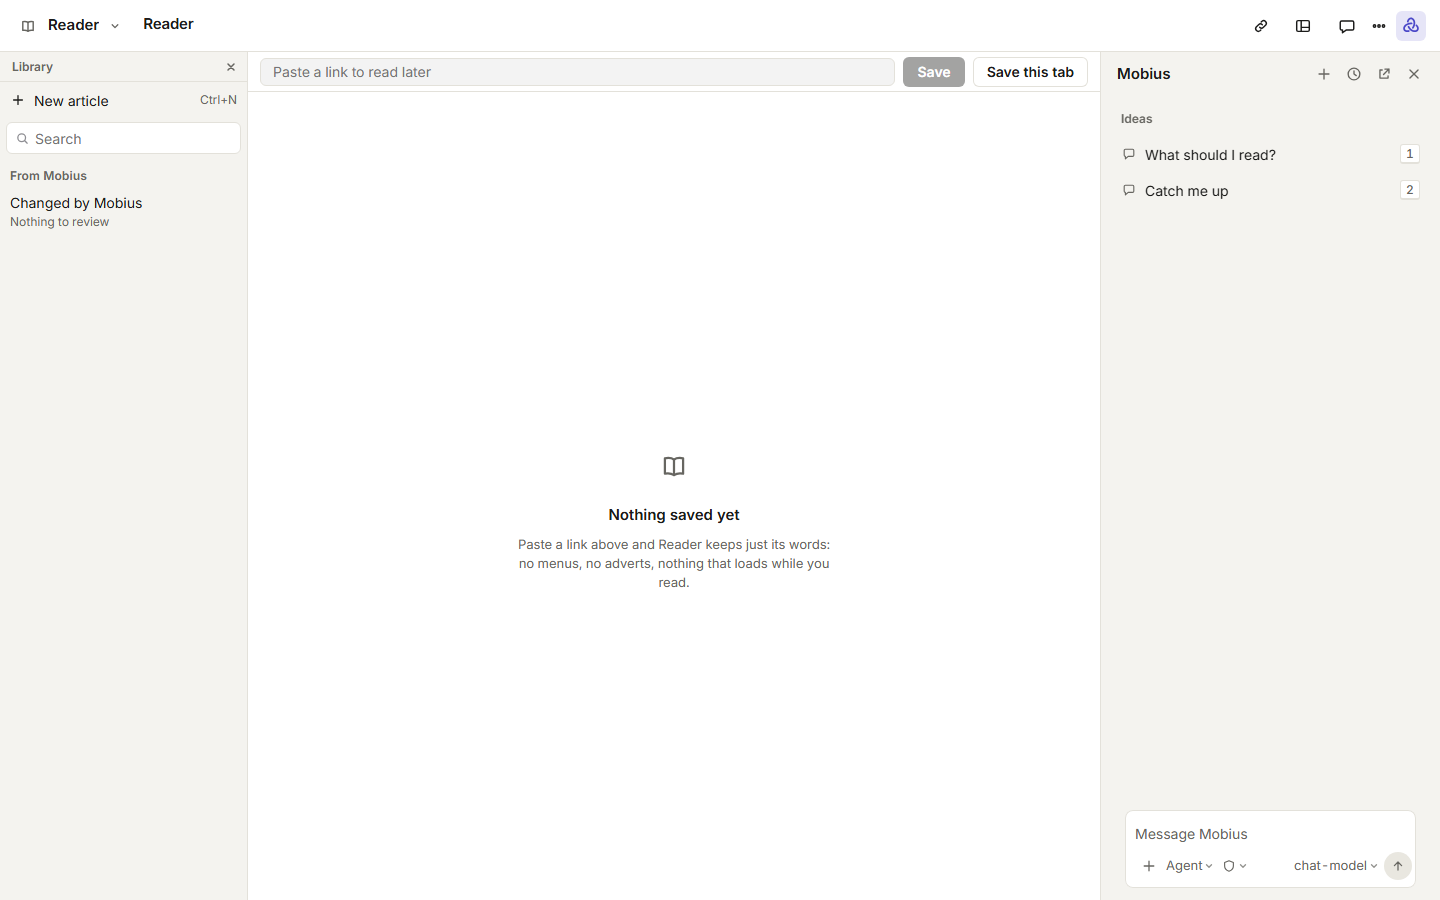 Reader
Reader
Library
New article
Ctrl+N
Search
From Mobius
Changed by Mobius
Nothing to review
Paste a link to read later
Save
Save this tab
Nothing saved yet
Paste a link above and Reader keeps just its words:
no menus, no adverts, nothing that loads while you
read.
Mobius
Ideas
What should I read?
1
Catch me up
2
Message Mobius
Agent
chat-model